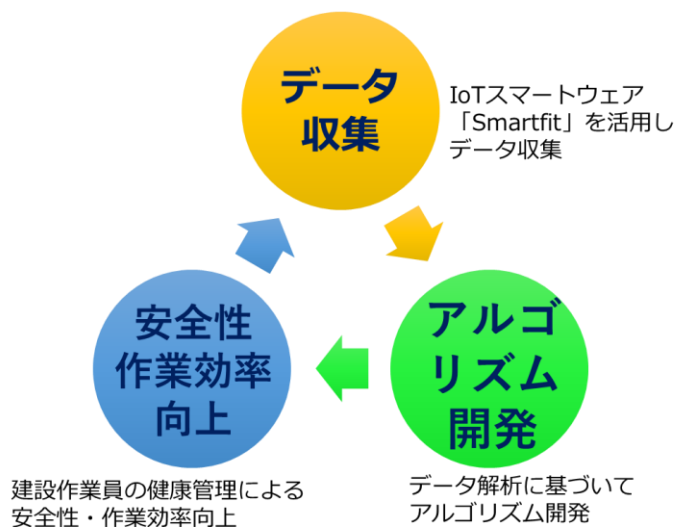 データ
収集
IoTスマートウェア
「Smartfit」を活用し
データ収集
安全性
作業効率
向上
アルゴ
リズム
開発
建設作業員の健康管理による
安全性・作業効率向上
データ解析に基づいて
アルゴリズム開発